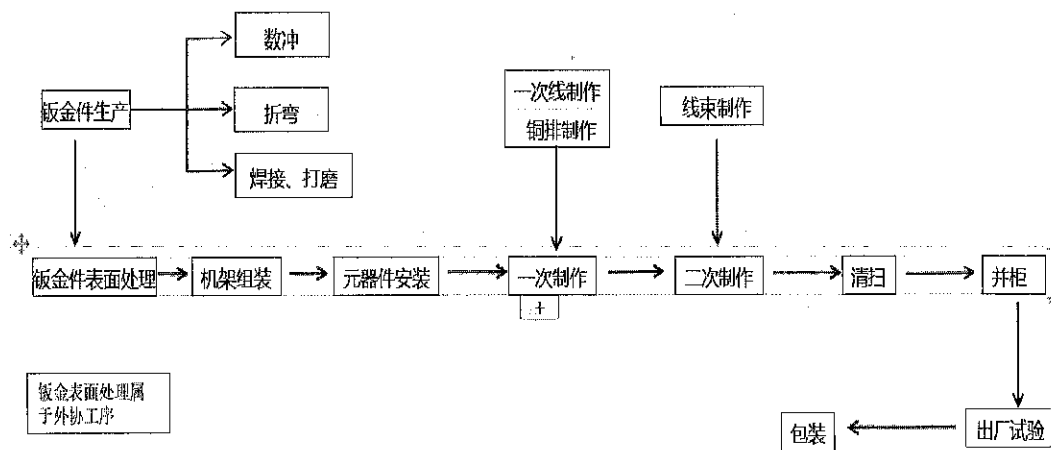 数冲
钣金件生产
折弯
焊接、打磨
一次线制作
铜排制作
线束制作
钣金件表面处理
机架组装
元器件安装
一次制作
二次制作
清扫
并柜
钣金表面处理属
于外协工序
包装
出厂试验